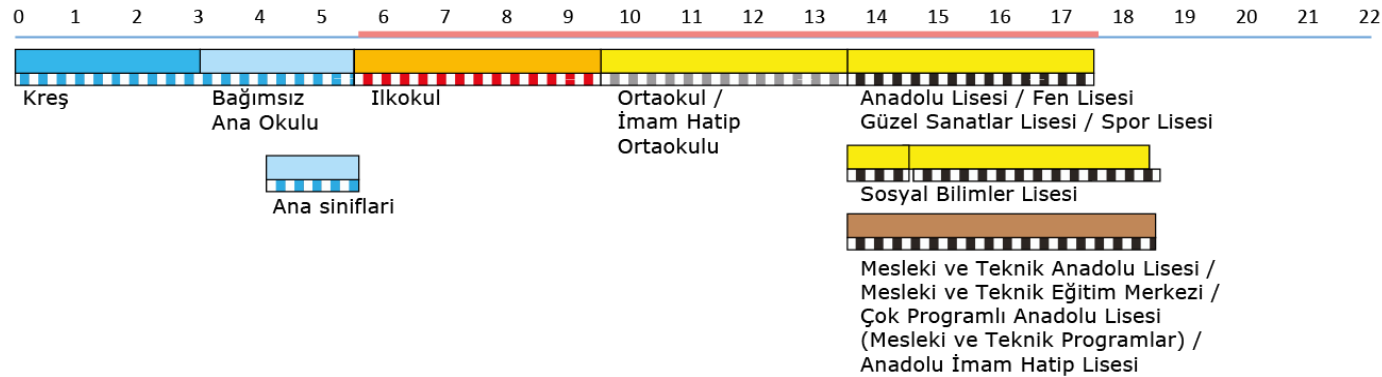 0 1 2 3 4 5 6 7 8 9 10 11 12 13 14 15 16 17 18 19 20 21 22
Kreş
Bağımsız
Ana Okulu
Ana siniflari
Ilkokul
Ortaokul /
İmam Hatip
Ortaokulu
Anadolu Lisesi / Fen Lisesi
Güzel Sanatlar Lisesi / Spor Lisesi
Sosyal Bilimler Lisesi
Mesleki ve Teknik Anadolu Lisesi /
Mesleki ve Teknik Eğitim Merkezi /
Çok Programlı Anadolu Lisesi
(Mesleki ve Teknik Programlar) /
Anadolu İmam Hatip Lisesi